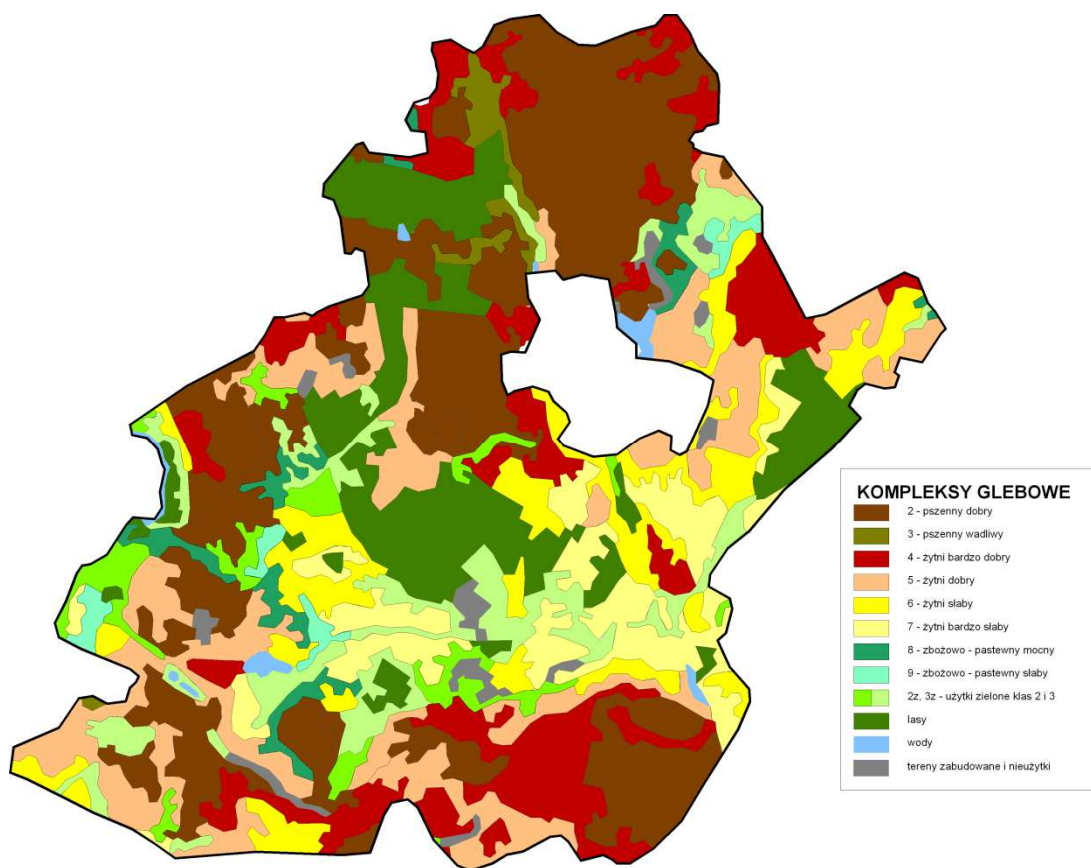 KOMPLEKSY GLEBOWE
2 - pszenny dobry
3 - pszenny wadliwy
4 - żytni bardzo dobry
5 - żytni dobry
6 - żytni słaby
7 - żytni bardzo słaby
8 - zbożowo - pastewny mocny
9 - zbożowo - pastewny słaby
2z, 3z - użytki zielone klas 2 i 3
lasy
wody
tereny zabudowane i nieużytki